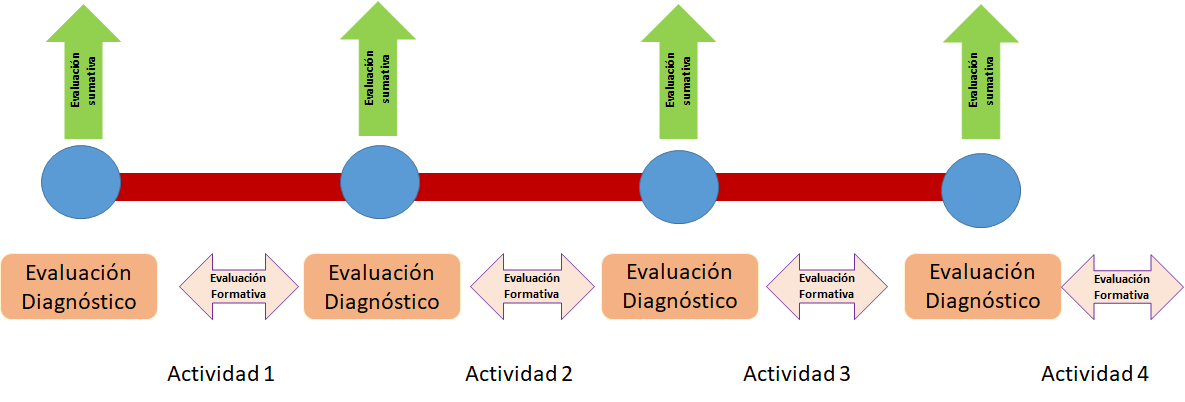 Evaluación
sumativa
Evaluación
sumativa
Evaluación
sumativa
Evaluación
sumativa
Evaluación
Diagnóstico
Evaluación
Formativa
Evaluación
Diagnóstico
Evaluación
Formativa
Evaluación
Diagnóstico
Evaluación
Formativa
Evaluación
Diagnóstico
Evaluación
Formativa
Actividad 1
Actividad 2
Actividad 3
Actividad 4